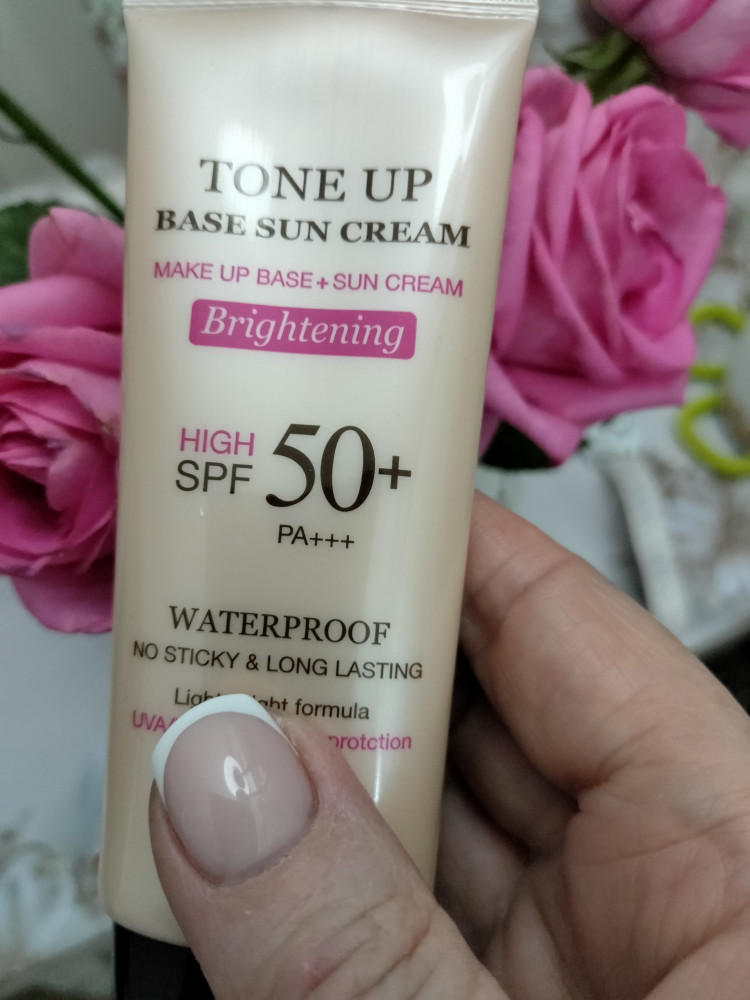 TONE UP
BASE SUN CREAM
MAKE UP BASE + SUN CREAM
Brightening
HIGH
SPF 50+
PA+++
WATERPROOF
NO STICKY & LONG LASTING
formula
protction